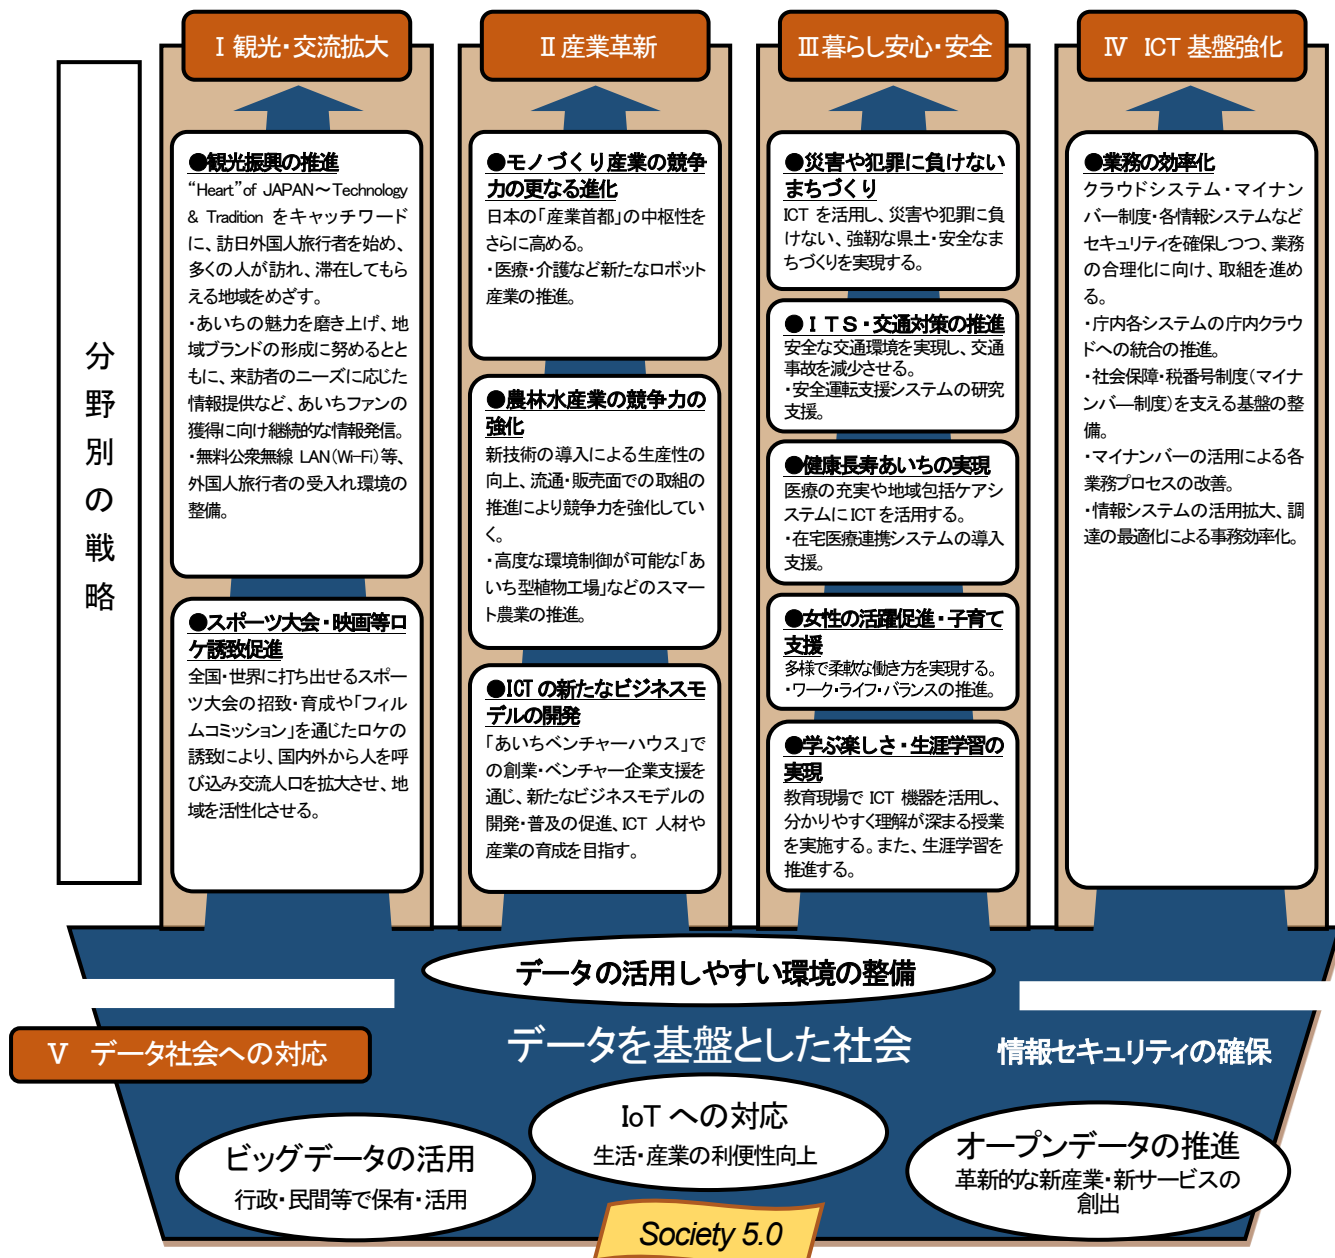 分野別の戦略
Ⅰ 観光・交流拡大
●観光振興の推進
“Heart”of JAPAN～Technology
& Tradition をキャッチワード
に、訪日外国人旅行者を始め、
多くの人が訪れ、滞在してもら
える地域をめざす。
・あいちの魅力を磨き上げ、地
域ブランドの形成に努めるとと
もに、来訪者のニーズに応じた
情報提供など、あいちファンの
獲得に向け継続的な情報発信。
・無料公衆無線 LAN(Wi-Fi)等、
外国人旅行者の受入れ環境の
整備。
●スポーツ大会・映画等ロ
ケ誘致促進
全国・世界に打ち出せるスポー
ツ大会の招致・育成や「フィル
ムコミッション」を通じたロケの
誘致により、国内外から人を呼
び込み交流人口を拡大させ、地
域を活性化させる。
Ⅱ 産業革新
●モノづくり産業の競争
力の更なる進化
日本の「産業首都」の中枢性を
さらに高める。
・医療・介護など新たなロボット
産業の推進。
●農林水産業の競争力の
強化
新技術の導入による生産性の
向上、流通・販売面での取組の
推進により競争力を強化してい
く。
・高度な環境制御が可能な「あ
いち型植物工場」などのスマー
ト農業の推進。
●ICT の新たなビジネスモ
デルの開発
「あいちベンチャーハウス」で
の創業・ベンチャー企業支援を
通じ、新たなビジネスモデルの
開発・普及の促進、ICT 人材や
産業の育成を目指す。
Ⅲ 暮らし安心・安全
●災害や犯罪に負けない
まちづくり
ICT を活用し、災害や犯罪に負
けない、強靭な県土・安全なま
ちづくりを実現する。
●ＩＴＳ・交通対策の推進
安全な交通環境を実現し、交通
事故を減少させる。
・安全運転支援システムの研究
支援。
●健康長寿あいちの実現
医療の充実や地域包括ケアシ
ステムに ICT を活用する。
・在宅医療連携システムの導入
支援。
●女性の活躍促進・子育て
支援
多様で柔軟な働き方を実現する。
・ワーク・ライフ・バランスの推進。
●学ぶ楽しさ・生涯学習の
実現
教育現場で ICT 機器を活用し、
分かりやすく理解が深まる授業
を実施する。また、生涯学習を
推進する。
Ⅳ ICT 基盤強化
●業務の効率化
クラウドシステム・マイナン
バー制度・各情報システムなど
セキュリティを確保しつつ、業務
の合理化に向け、取組を進め
る。
・庁内各システムの庁内クラウ
ドへの統合の推進。
・社会保障・税番号制度(マイナ
ンバ―制度)を支える基盤の整
備。
・マイナンバーの活用による各
業務プロセスの改善。
・情報システムの活用拡大、調
達の最適化による事務効率化。
データの活用しやすい環境の整備
Ⅴ データ社会への対応
データを基盤とした社会
情報セキュリティの確保
ビッグデータの活用
行政・民間等で保有・活用
IoT への対応
生活・産業の利便性向上
オープンデータの推進
革新的な新産業・新サービスの
創出
Society 5.0